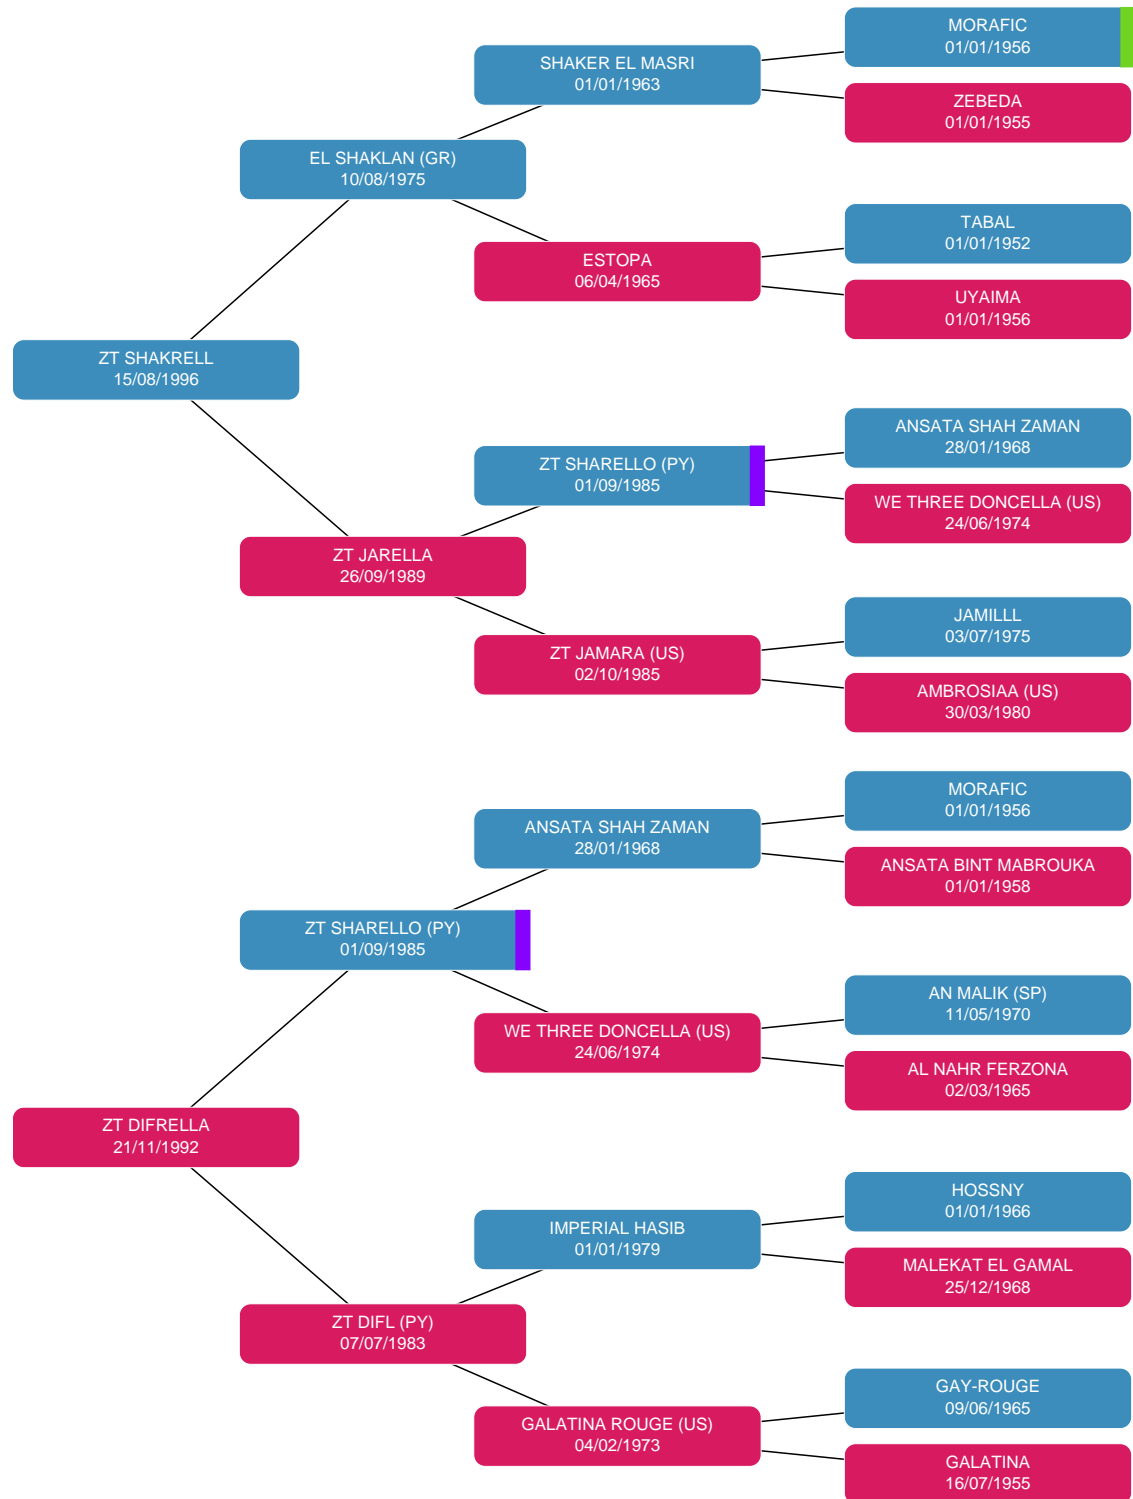 MORAFIC
01/01/1956
SHAKER EL MASRI
01/01/1963
ZEBEDA
01/01/1955
EL SHAKLAN (GR)
10/08/1975
TABAL
01/01/1952
ESTOPA
06/04/1965
UYAIMA
01/01/1956
ZT SHAKRELL
15/08/1996
ANSATA SHAH ZAMAN
28/01/1968
ZT SHARELLO (PY)
01/09/1985
WE THREE DONCELLA (US)
24/06/1974
ZT JARELLA
26/09/1989
JAMILLL
03/07/1975
ZT JAMARA (US)
02/10/1985
AMBROSIAA (US)
30/03/1980
MORAFIC
01/01/1956
ANSATA SHAH ZAMAN
28/01/1968
ANSATA BINT MABROUKA
01/01/1958
ZT SHARELLO (PY)
01/09/1985
AN MALIK (SP)
11/05/1970
WE THREE DONCELLA (US)
24/06/1974
AL NAHR FERZONA
02/03/1965
ZT DIFRELLA
21/11/1992
HOSSNY
01/01/1966
IMPERIAL HASIB
01/01/1979
MALEKAT EL GAMAL
25/12/1968
ZT DIFL (PY)
07/07/1983
GAY-ROUGE
09/06/1965
GALATINA ROUGE (US)
04/02/1973
GALATINA
16/07/1955